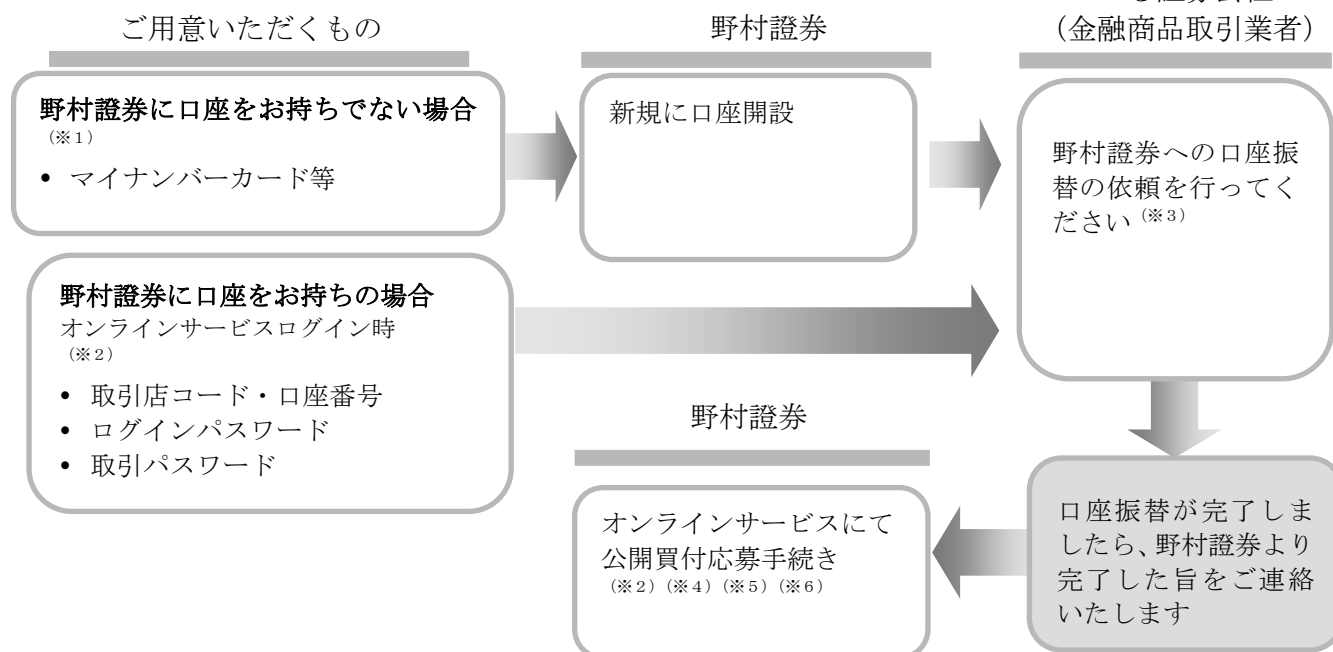 ご用意いただくもの
野村證券
(金融商品取引業者)
野村證券に口座をお持ちでない場合
(※1)
• マイナンバーカード等
新規に口座開設
野村證券への口座振
替の依頼を行ってく
ださい (※3)
野村證券に口座をお持ちの場合
オンラインサービスログイン時
(※2)
• 取引店コード・口座番号
• ログインパスワード
• 取引パスワード
野村證券
オンラインサービスにて
公開買付応募手続き
(※2) (※4) (※5) (※6)
口座振替が完了しま
したら、野村證券より
完了した旨をご連絡
いたします